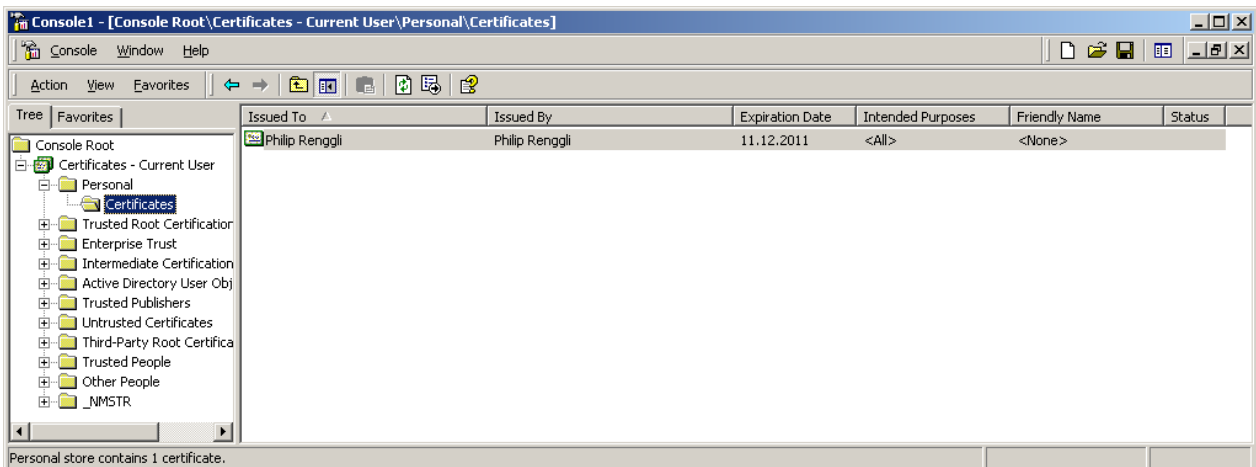 Console1 - [Console Root\Certificates - Current User\Personal\Certificates]
Console Window Help
Action View Favorites
Tree Favorites
Issued To Issued By Expiration Date Intended Purposes Friendly Name Status
Philip Renggli Philip Renggli 11.12.2011 <All> <None>
Console Root
Certificates - Current User
Personal
Certificates
Trusted Root Certification
Enterprise Trust
Intermediate Certification
Active Directory User Obj
Trusted Publishers
Untrusted Certificates
Third-Party Root Certifica
Trusted People
Other People
_NMSTR
Personal store contains 1 certificate.